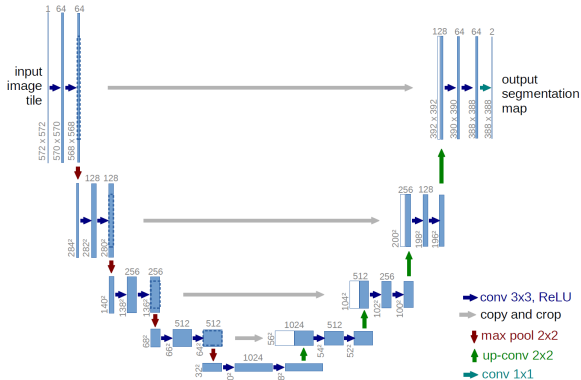 1 64 64
input
image
tile
572 x 572
570 x 570
568 x 568
128 64 64 2
output
segmentation
map
392 x 392
390 x 390
388 x 388
388 x 388
128 128
284²
282²
280²
256 128
200²
198²
196²
256 256
140²
138²
136²
512 256
104²
102²
100²
512 512
68²
66²
64²
1024 512
56²
54²
52²
1024
32²
conv 3x3, ReLU
copy and crop
max pool 2x2
up-conv 2x2
conv 1x1